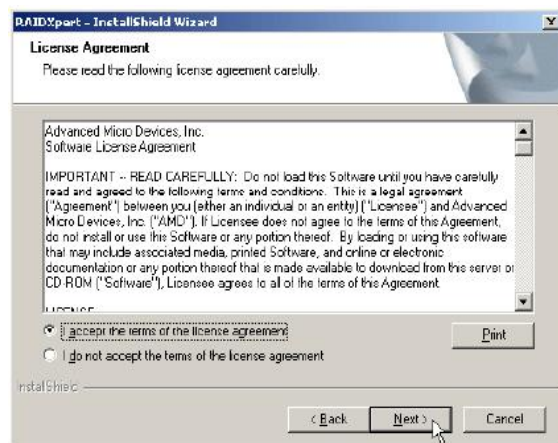 RAIDXpert - InstallShield Wizard
License Agreement
Please read the following license agreement carefully.
Advanced Micro Devices, Inc.
Software License Agreement
IMPORTANT -- READ CAREFULLY: Do not load this Software until you have carefully
read and agreed to the following terms and conditions. This is a legal agreement
("Agreement") between you (either an individual or an entity) ("Licensee") and Advanced
Micro Devices, Inc. ("AMD"). If Licensee does not agree to the terms of this Agreement,
do not install or use this Software or any portion thereof. By loading or using this software
that may include associated media, printed Software, and online or electronic
documentation or any portion thereof that is made available to download from this server or
CD-ROM ("Software"), Licensee agrees to all of the terms of this Agreement
LICENSE
I accept the terms of the license agreement
Print
I do not accept the terms of the license agreement
InstallShield
< Back
Next >
Cancel